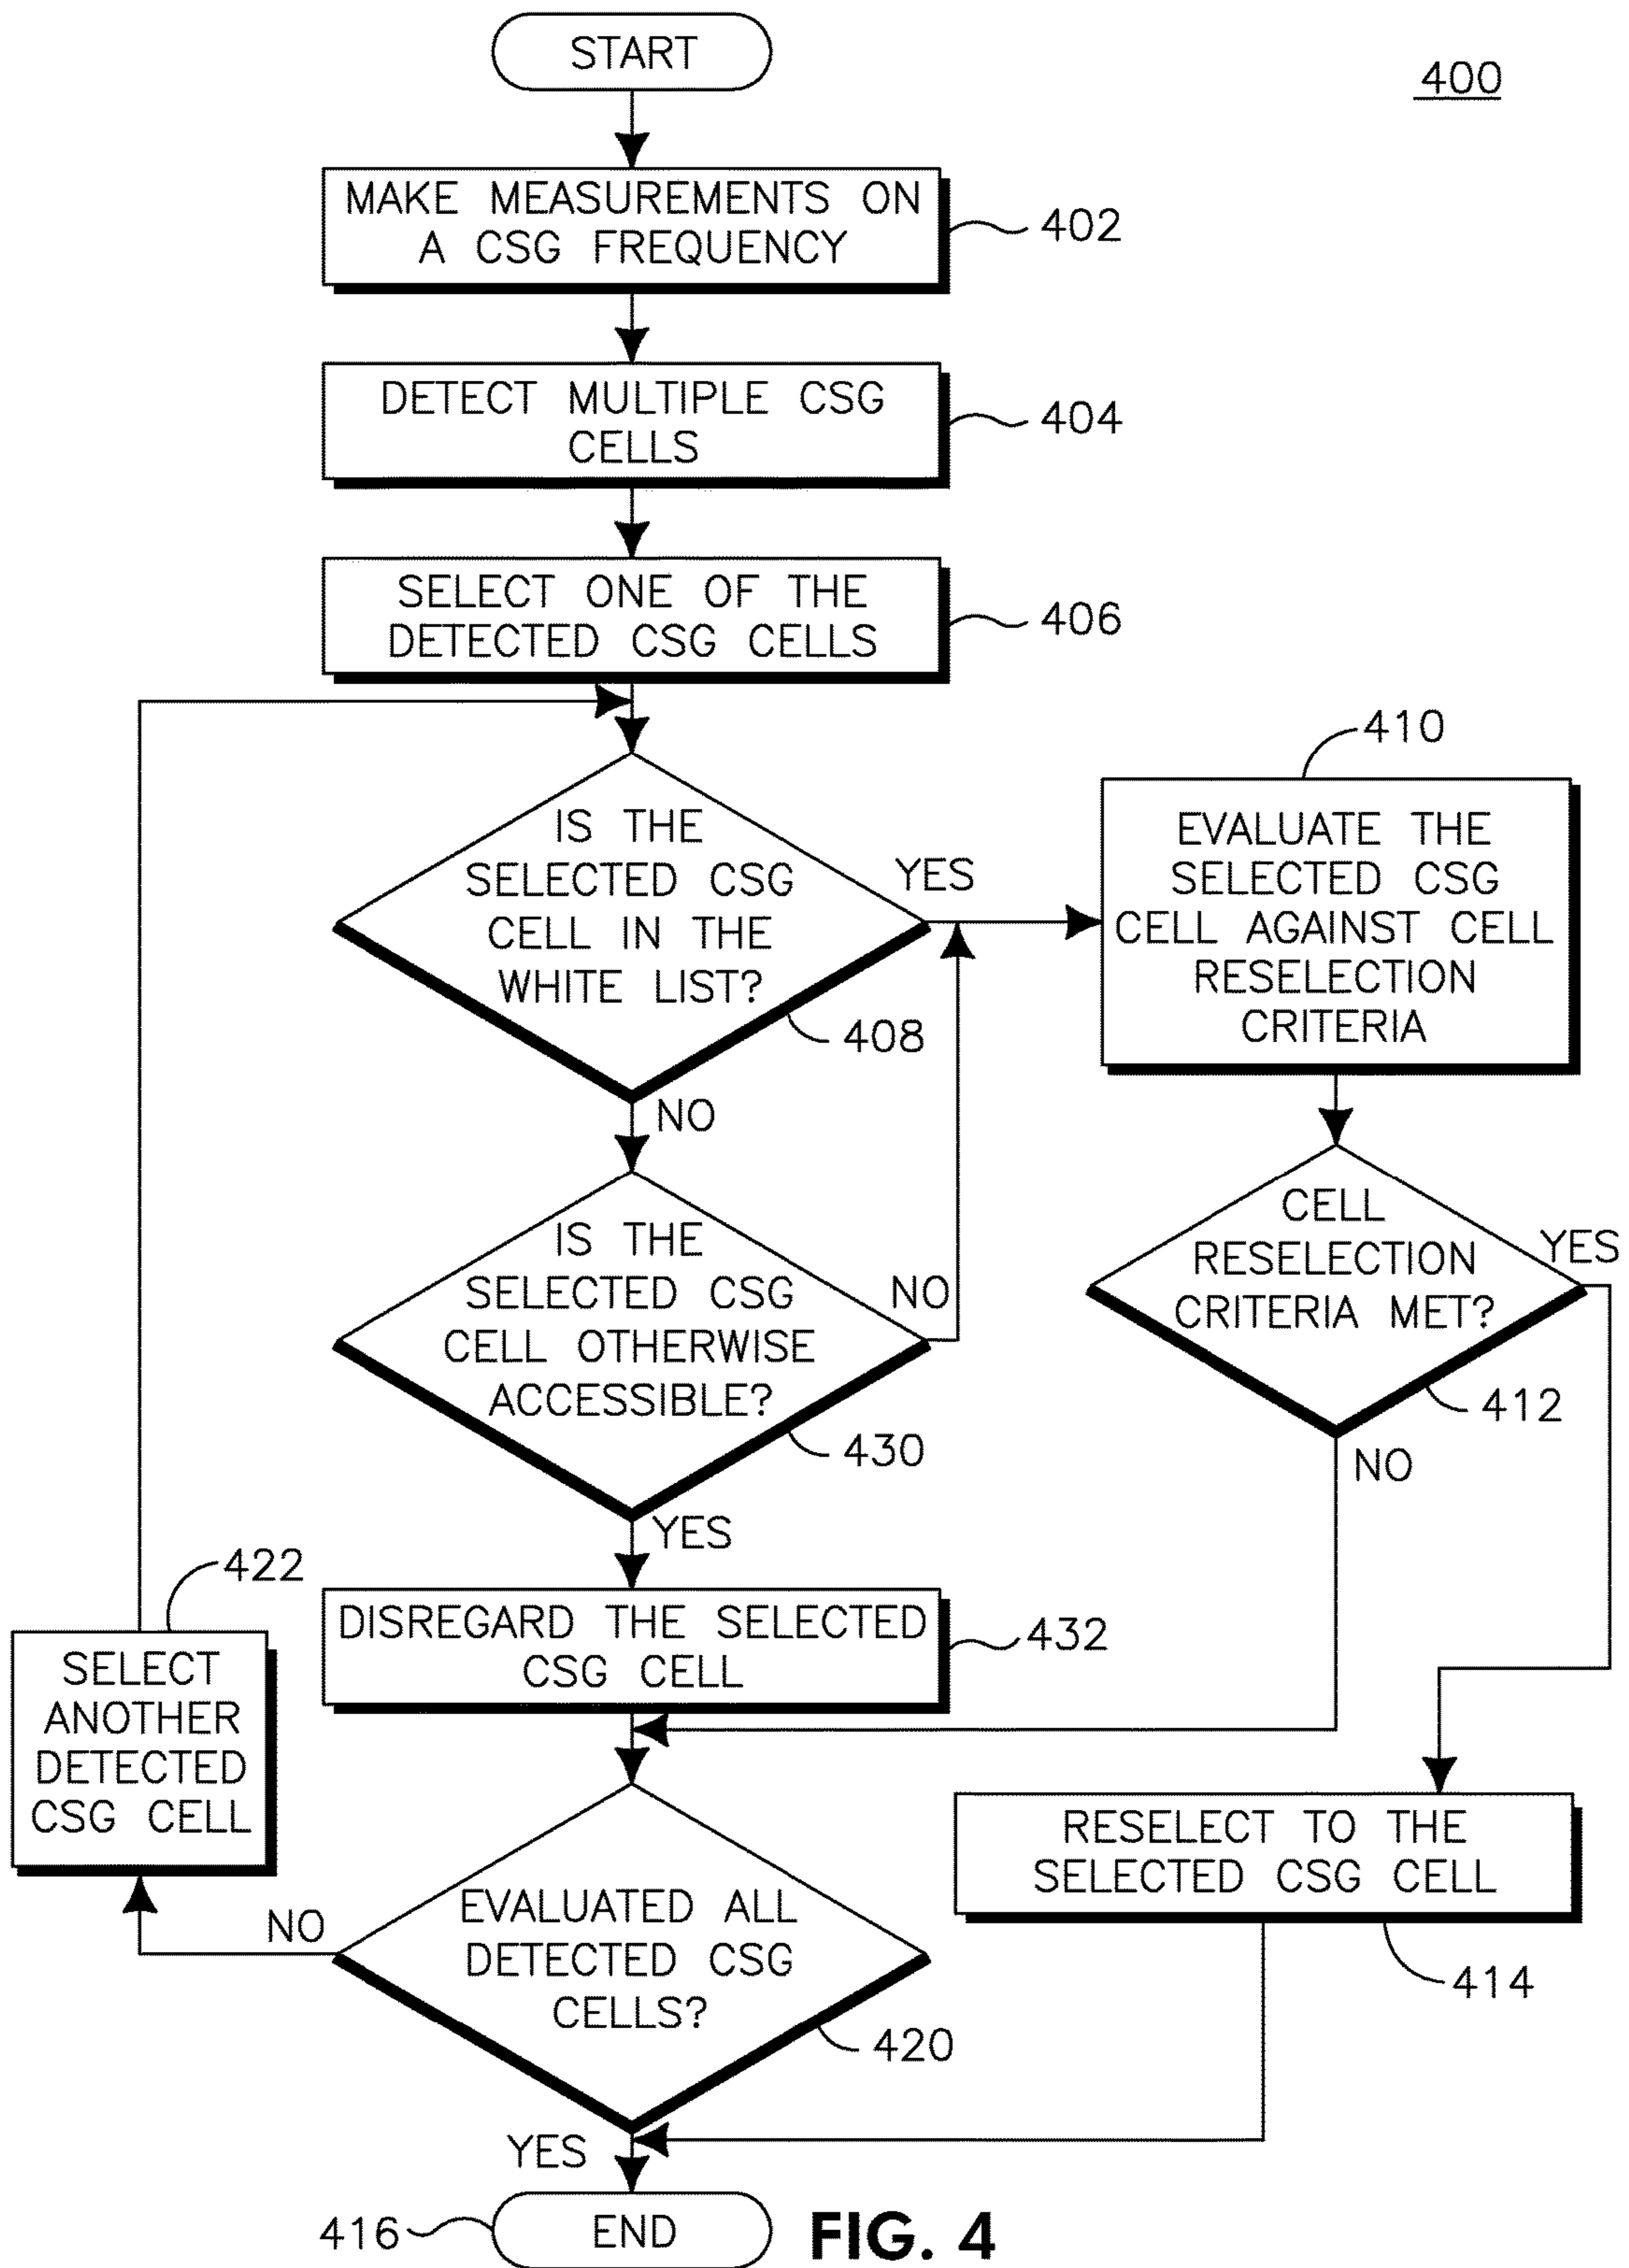 START
400
MAKE MEASUREMENTS ON
A CSG FREQUENCY
402
DETECT MULTIPLE CSG
CELLS
404
SELECT ONE OF THE
DETECTED CSG CELLS
406
IS THE
SELECTED CSG
CELL IN THE
WHITE LIST?
408
YES
NO
410
EVALUATE THE
SELECTED CSG
CELL AGAINST CELL
RESELECTION
CRITERIA
IS THE
SELECTED CSG
CELL OTHERWISE
ACCESSIBLE?
430
NO
YES
CELL
RESELECTION
CRITERIA MET?
412
YES
NO
DISREGARD THE SELECTED
CSG CELL
432
422
SELECT
ANOTHER
DETECTED
CSG CELL
EVALUATED ALL
DETECTED CSG
CELLS?
420
NO
YES
RESELECT TO THE
SELECTED CSG CELL
414
416
END
FIG. 4